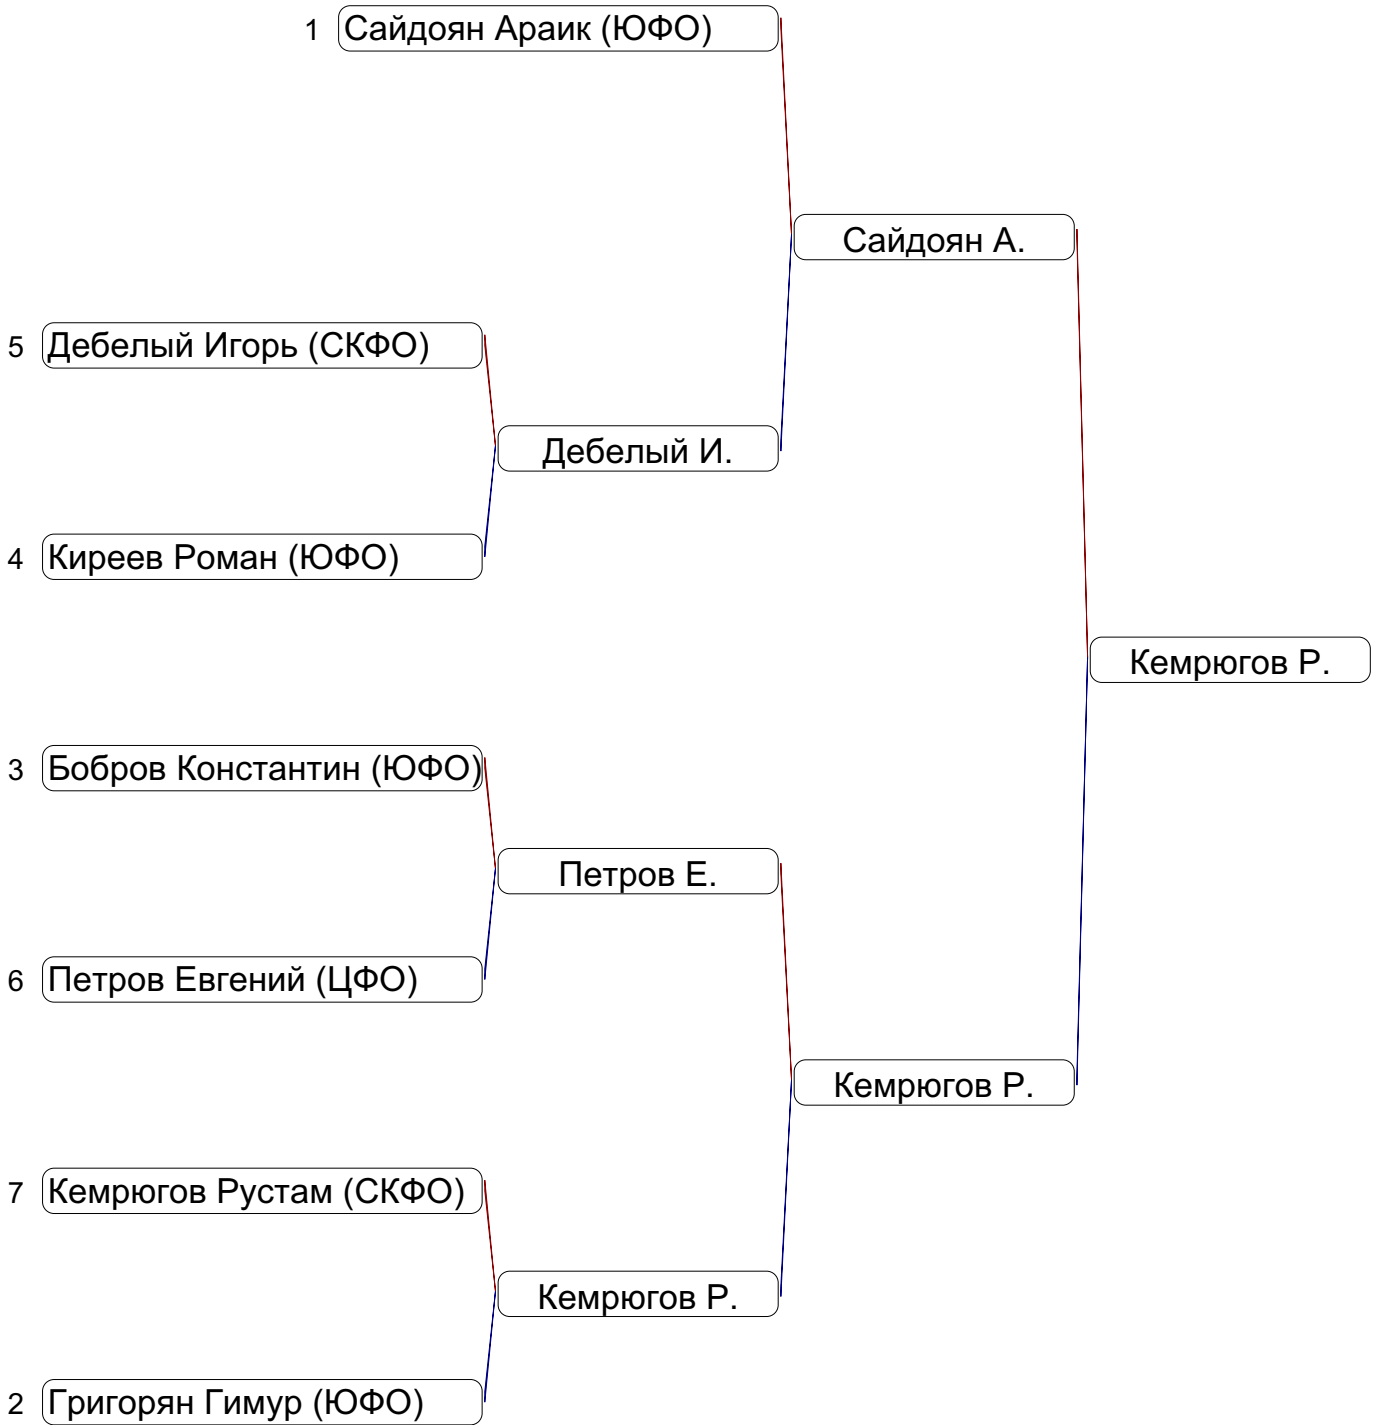 1 Сайдоян Араик (ЮФО)
Сайдоян А.
5 Дебелый Игорь (СКФО)
Дебелый И.
4 Киреев Роман (ЮФО)
Кемрюгов Р.
3 Бобров Константин (ЮФО)
Петров Е.
6 Петров Евгений (ЦФО)
Кемрюгов Р.
7 Кемрюгов Рустам (СКФО)
Кемрюгов Р.
2 Григорян Гимур (ЮФО)